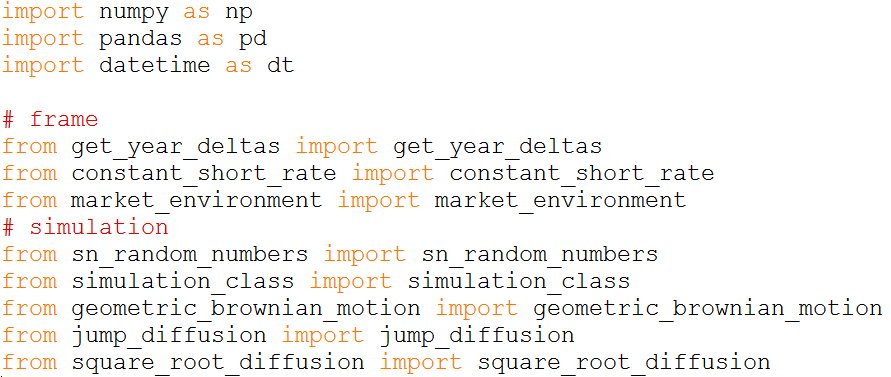 import numpy as np
import pandas as pd
import datetime as dt

# frame
from get_year_deltas import get_year_deltas
from constant_short_rate import constant_short_rate
from market_environment import market_environment
# simulation
from sn_random_numbers import sn_random_numbers
from simulation_class import simulation_class
from geometric_brownian_motion import geometric_brownian_motion
from jump_diffusion import jump_diffusion
from square_root_diffusion import square_root_diffusion